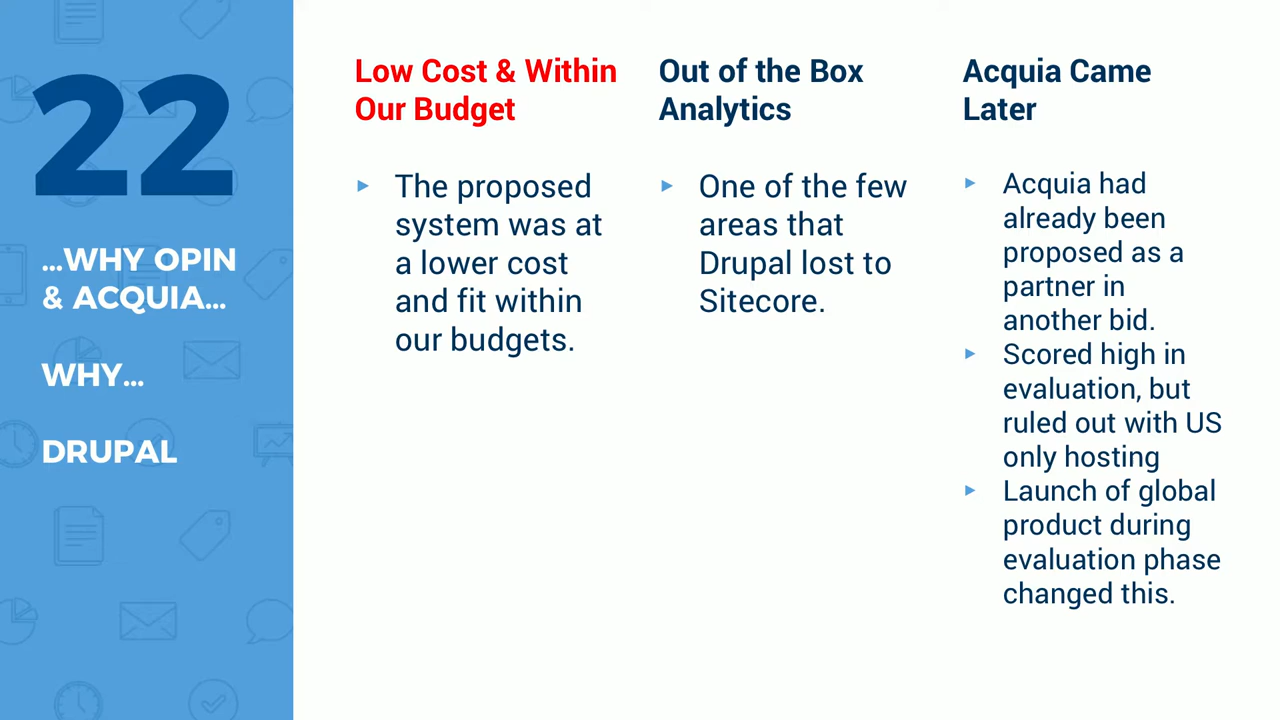 22
...WHY OPIN
& ACQUIA...
WHY...
DRUPAL
Low Cost & Within
Our Budget
The proposed
system was at
a lower cost
and fit within
our budgets.
Out of the Box
Analytics
One of the few
areas that
Drupal lost to
Sitecore.
Acquia Came
Later
Acquia had
already been
proposed as a
partner in
another bid.
Scored high in
evaluation, but
ruled out with US
only hosting
Launch of global
product during
evaluation phase
changed this.